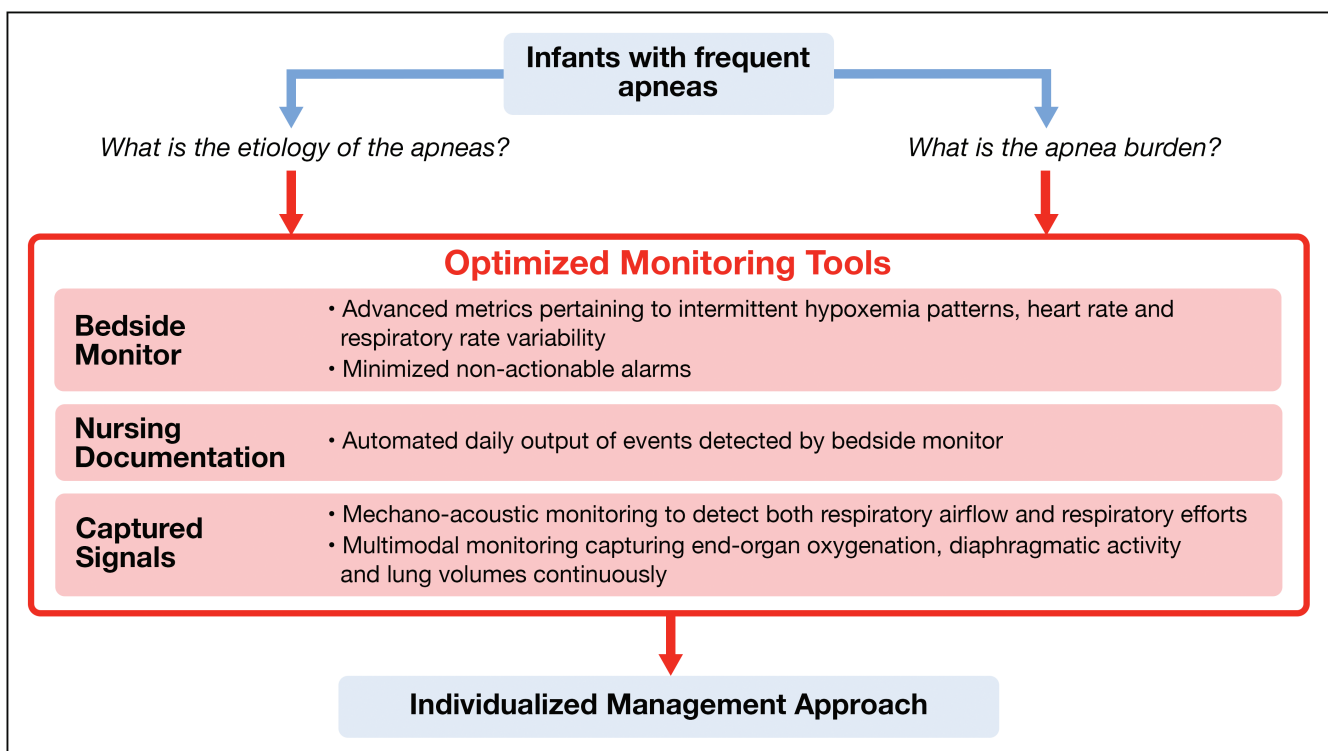 Infants with frequent
apneas
What is the etiology of the apneas?
What is the apnea burden?
Optimized Monitoring Tools
Bedside
Monitor
• Advanced metrics pertaining to intermittent hypoxemia patterns, heart rate and
respiratory rate variability
• Minimized non-actionable alarms
Nursing
Documentation
• Automated daily output of events detected by bedside monitor
Captured
Signals
• Mechano-acoustic monitoring to detect both respiratory airflow and respiratory efforts
• Multimodal monitoring capturing end-organ oxygenation, diaphragmatic activity
and lung volumes continuously
Individualized Management Approach